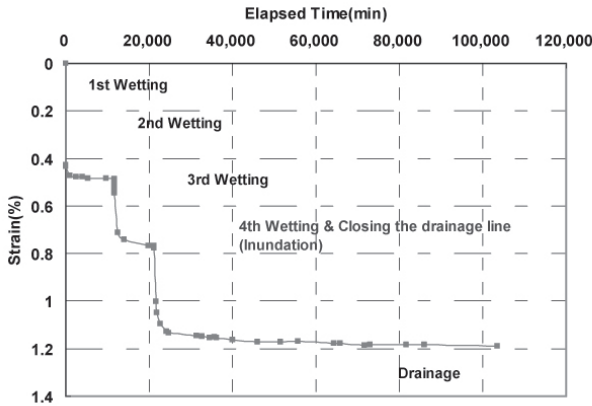 Elapsed Time(min)
0 20,000 40,000 60,000 80,000 100,000 120,000
0
1st Wetting
0.2
2nd Wetting
0.4
3rd Wetting
0.6
4th Wetting & Closing the drainage line
(Inundation)
0.8
1
1.2
Drainage
1.4
Strain(%)